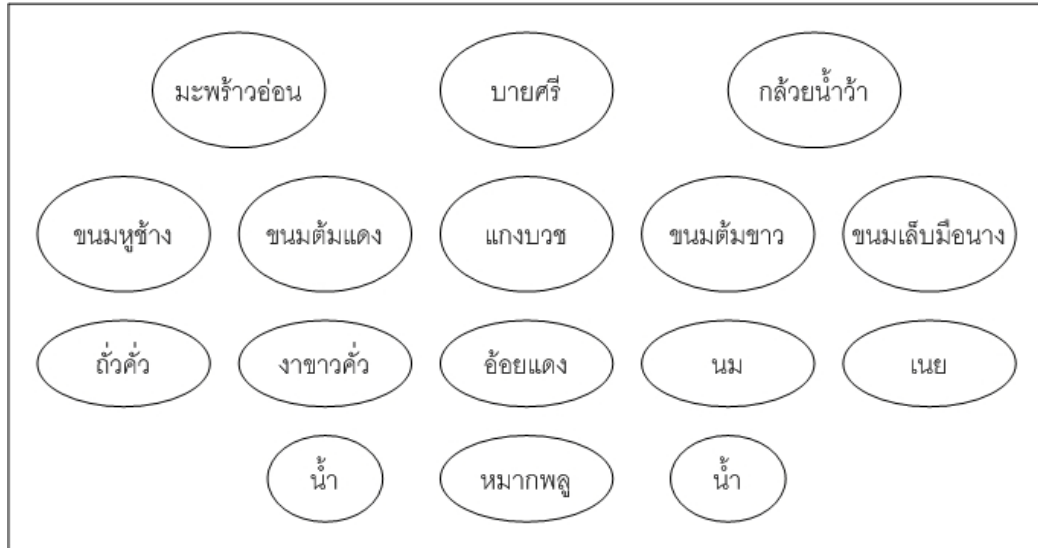 มะพร้าวอ่อน บายศรี กล้วยน้ำว้า
ขนมหูช้าง ขนมต้มแดง แกงบวช ขนมต้มขาว ขนมเล็บมือนาง
ถั่วคั่ว งาขาวคั่ว อ้อยแดง นม เนย
น้ำ หมากพลู น้ำ